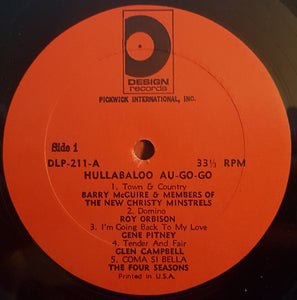 D
DESIGN
records
PICKWICK INTERNATIONAL, INC.
Side 1
DLP-211-A 33⅓ RPM
HULLABALOO AU-GO-GO
1. Town & Country
BARRY McGUIRE & MEMBERS OF
THE NEW CHRISTY MINSTRELS
2. Domino
ROY ORBISON
3. I'm Going Back To My Love
GENE PITNEY
4. Tender And Fair
GLEN CAMPBELL
5. COMA SI BELLA
THE FOUR SEASONS
Printed in U.S.A.